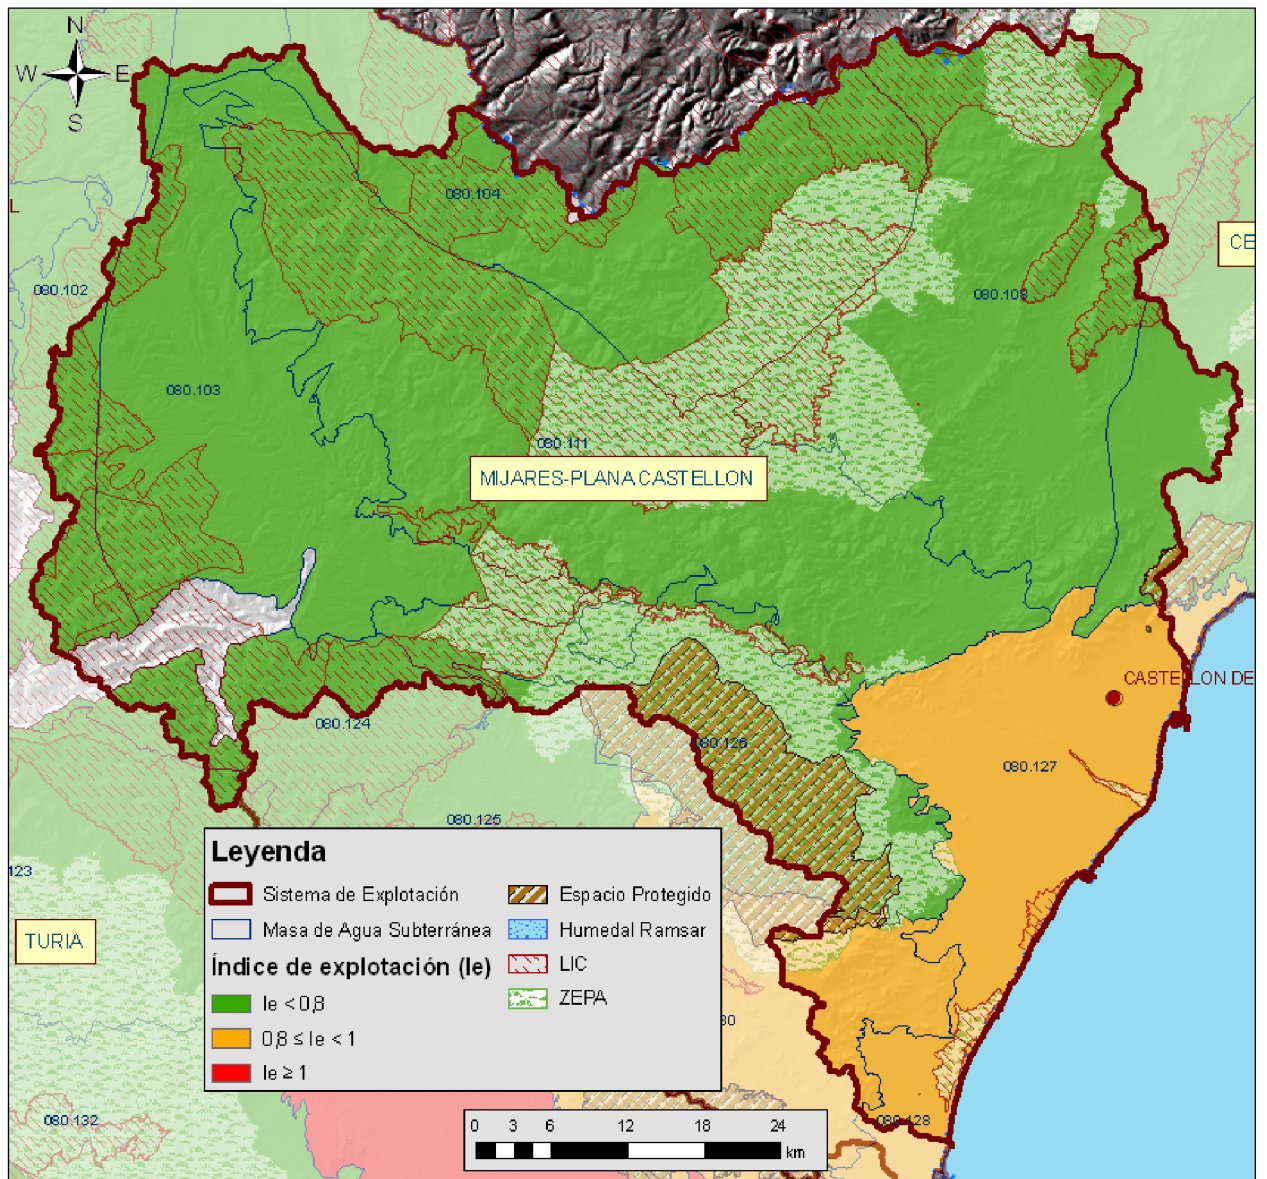 N
W E
S
L
080.102
080.103
080.104
080.109
080.111
CE
MIJARES-PLANA CASTELLON
CASTELLON DE
080.124
080.126
080.127
080.125
123
TURIA
080.132
080.128
Leyenda
Sistema de Explotación
Masa de Agua Subterránea
Índice de explotación (Ie)
Ie < 0,8
0,8 ≤ Ie < 1
Ie ≥ 1
Espacio Protegido
Humedal Ramsar
LIC
ZEPA
0 3 6 12 18 24
km